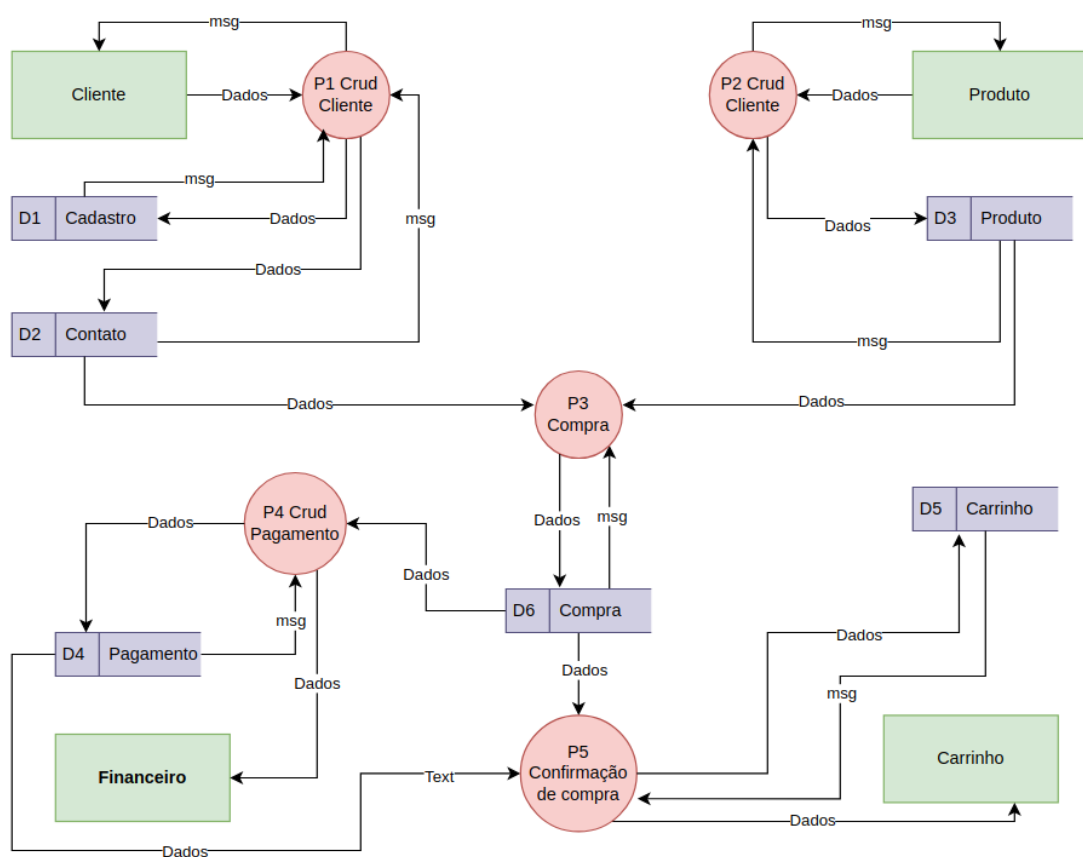 msg
msg
Cliente
Dados
P1 Crud
Cliente
P2 Crud
Cliente
Dados
Produto
msg
D1 Cadastro
Dados
msg
Dados
D3 Produto
Dados
D2 Contato
msg
Dados
P3
Compra
Dados
P4 Crud
Pagamento
Dados
Dados
msg
D5 Carrinho
Dados
D6 Compra
msg
D4 Pagamento
Dados
Dados
Dados
msg
Financeiro
Text
P5
Confirmação
de compra
Carrinho
Dados
Dados